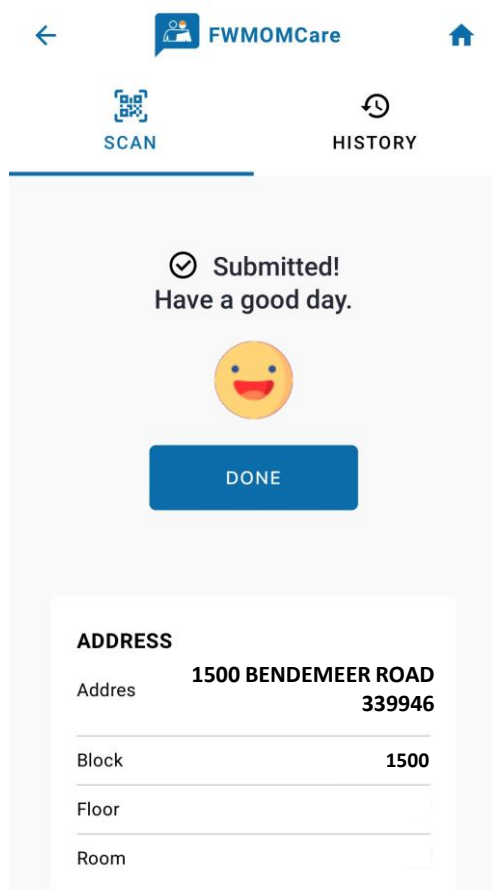 FWMOMCare
SCAN
HISTORY
Submitted!
Have a good day.
DONE
ADDRESS
Addres 1500 BENDEMEER ROAD
339946
Block 1500
Floor
Room